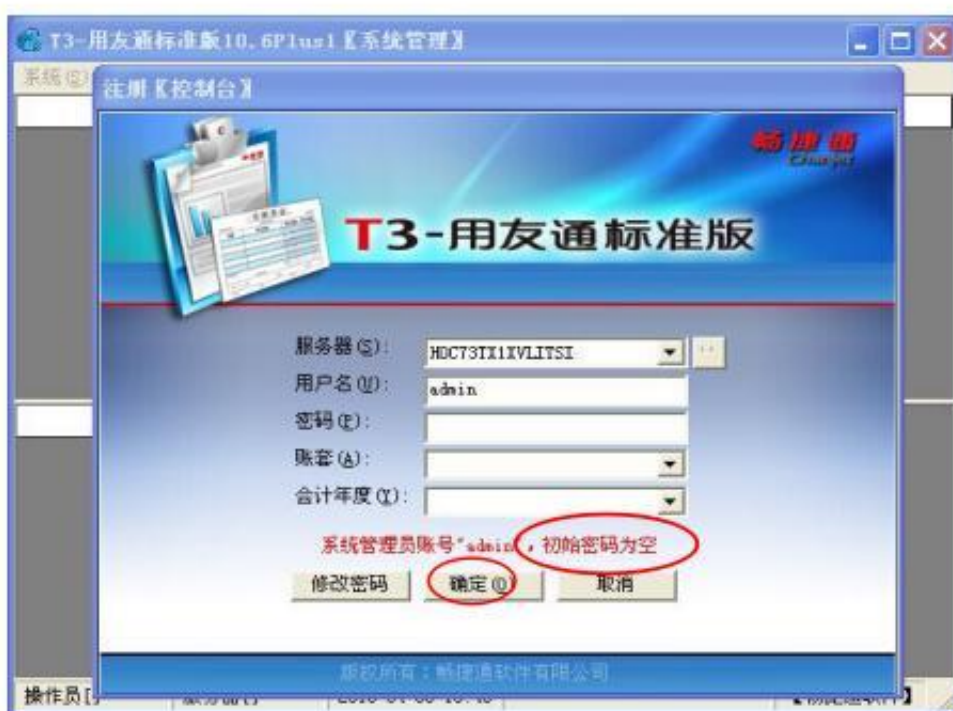 T3-用友通标准版10.6Plus1〖系统管理〗
系统(S)
注册〖控制台〗
畅捷通
Chanjet
T3-用友通标准版
服务器(S): HDC73TX1XVLITSI
用户名(U): admin
密码(P):
账套(A):
会计年度(Y):
系统管理员账号"admin",初始密码为空
修改密码 确定(O) 取消
版权所有：畅捷通软件有限公司
操作员[]